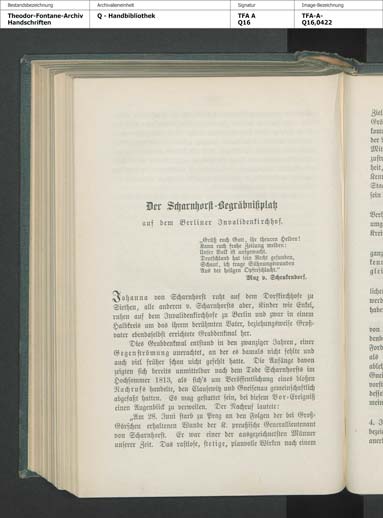 Bestandsbezeichnung
Archivalieneinheit
Signatur
Image-Bezeichnung
Theodor-Fontane-Archiv
Handschriften
Q - Handbibliothek
TFA A
Q16
TFA-A-
Q16,0422
Der Scharnhorst-Begräbnißplatz
auf dem Berliner Invalidenkirchhof.
„Grüß euch Gott, ihr theuren Helden!
Kann euch frohe Zeitung melden:
Unser Volk ist aufgewacht.
Deutschland hat sein Recht gefunden,
Schaut, ich trage Sühnungswunden
Aus der heilgen Opferschlacht.“
Max v. Schenkendorf.
Johanna von Scharnhorst ruht auf dem Dorfkirchhofe zu
Siethen, alle anderen v. Scharnhorsts aber, Kinder wie Enkel,
ruhen auf dem Invalidenkirchhofe zu Berlin und zwar in einem
Halbkreis um das ihrem berühmten Vater, beziehungsweise Groß-
vater ebendaselbst errichtete Grabdenkmal her.
Dies Grabdenkmal entstand in den zwanziger Jahren, einer
Gegenströmung unerachtet, an der es damals nicht fehlte und
auch viel früher schon nicht gefehlt hatte. Die Anfänge davon
zeigten sich bereits unmittelbar nach dem Tode Scharnhorsts im
Hochsommer 1813, als sich's um Veröffentlichung eines bloßen
Nachrufs handelte, den Clausewitz und Gneisenau gemeinschaftlich
abgefaßt hatten. Es mag gestattet sein, bei diesem Vor-Ereigniß
einen Augenblick zu verweilen. Der Nachruf lautete:
„Am 28. Juni starb zu Prag an den Folgen der bei Groß-
Görschen erhaltenen Wunde der K. preußische Generallieutenant
von Scharnhorst. Er war einer der ausgezeichnetsten Männer
unserer Zeit. Das rastlose, stetige, planvolle Wirken nach einem